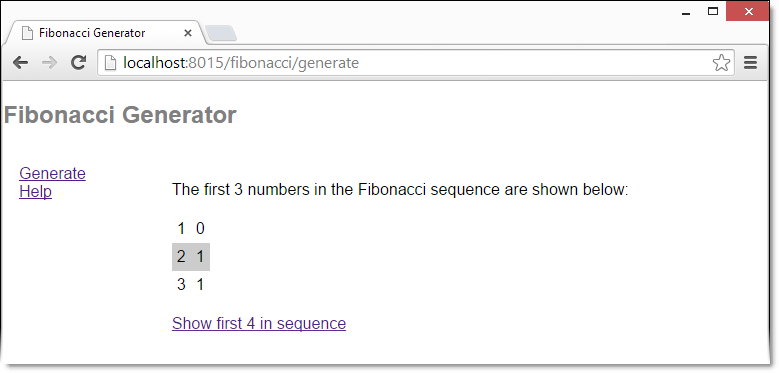 Fibonacci Generator
localhost:8015/fibonacci/generate
Fibonacci Generator
Generate
Help
The first 3 numbers in the Fibonacci sequence are shown below:
1 0
2 1
3 1
Show first 4 in sequence